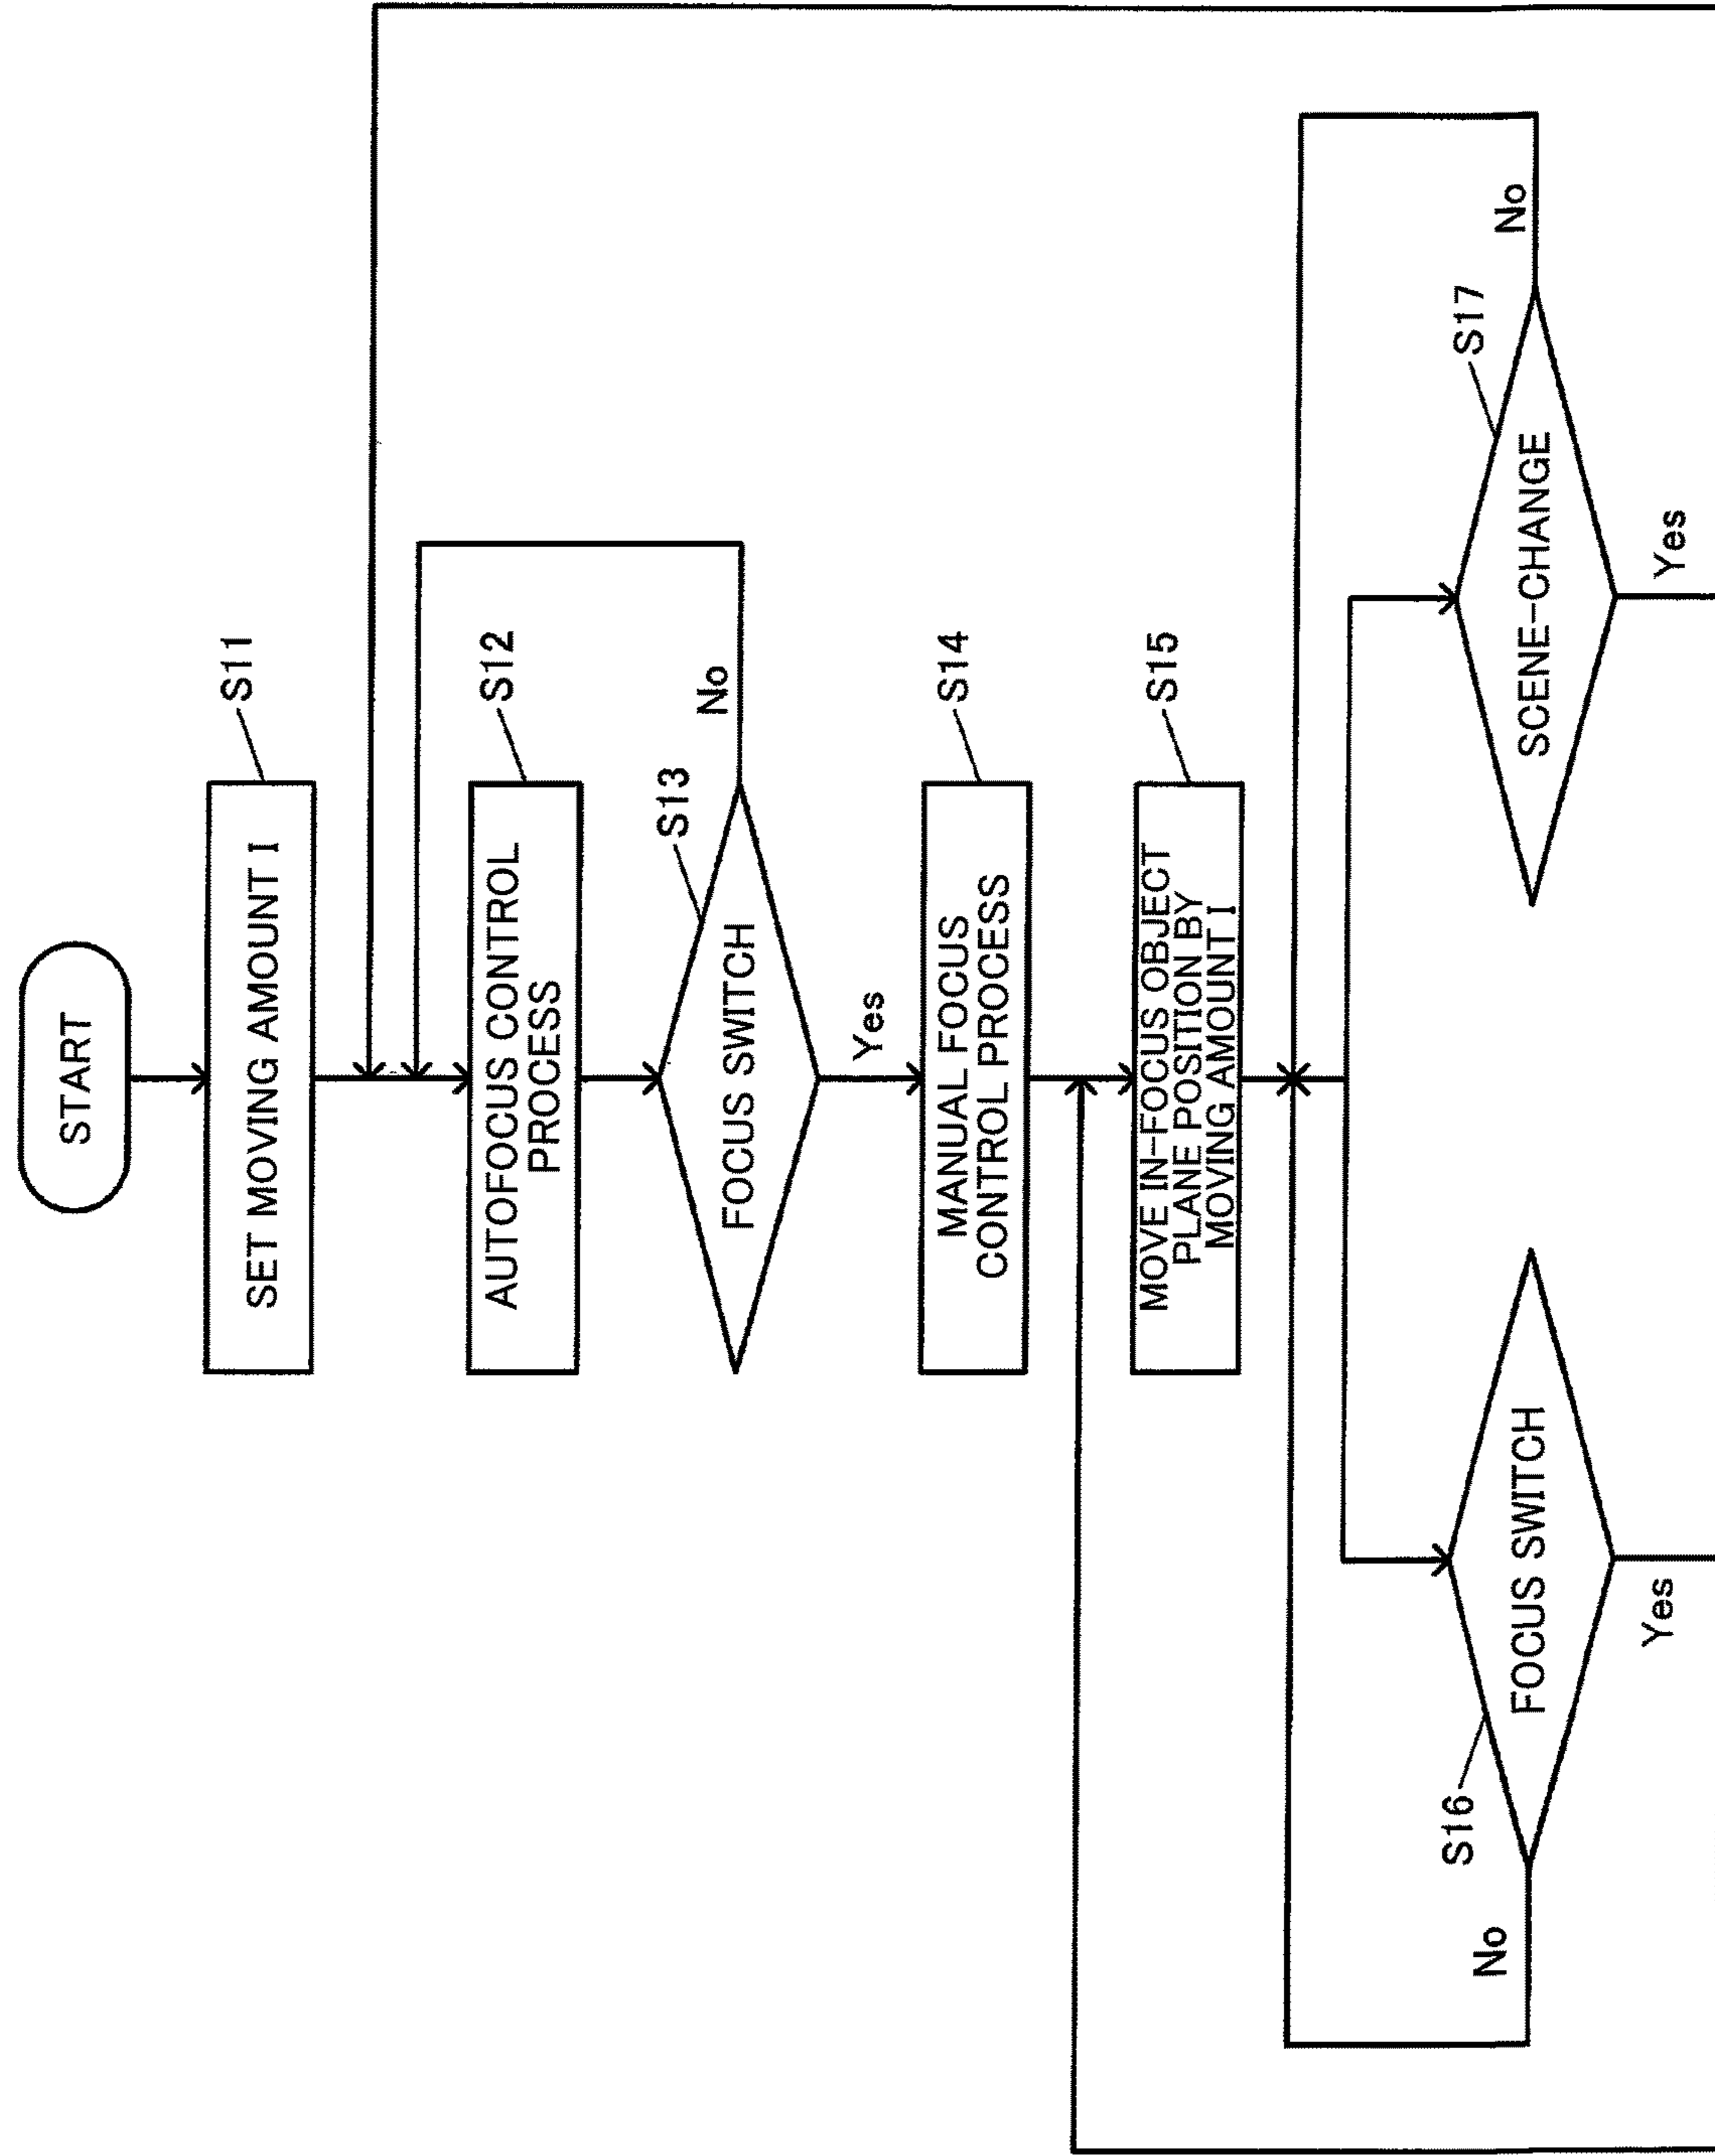 START
SET MOVING AMOUNT I
S11
AUTOFOCUS CONTROL
PROCESS
S12
FOCUS SWITCH
S13
No
Yes
MANUAL FOCUS
CONTROL PROCESS
S14
MOVE IN-FOCUS OBJECT
PLANE POSITION BY
MOVING AMOUNT I
S15
FOCUS SWITCH
S16
No
Yes
SCENE-CHANGE
S17
No
Yes